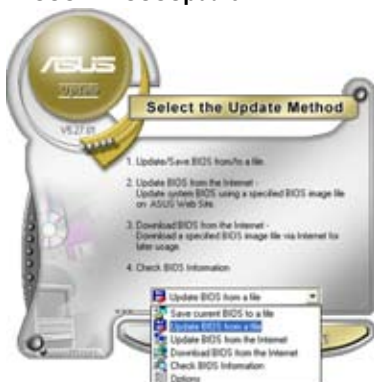 ASUS
Update
Select the Update Method
V5.27.01
1. Update/Save BIOS from/to a file.
2. Update BIOS from the Internet -
Update system BIOS using a specified BIOS image file
on ASUS Web Site.
3. Download BIOS from the Internet -
Download a specified BIOS image file via Internet for
later usage.
4. Check BIOS Information
Update BIOS from a file
Save current BIOS to a file
Update BIOS from a file
Update BIOS from the Internet
Download BIOS from the Internet
Check BIOS Information
Options